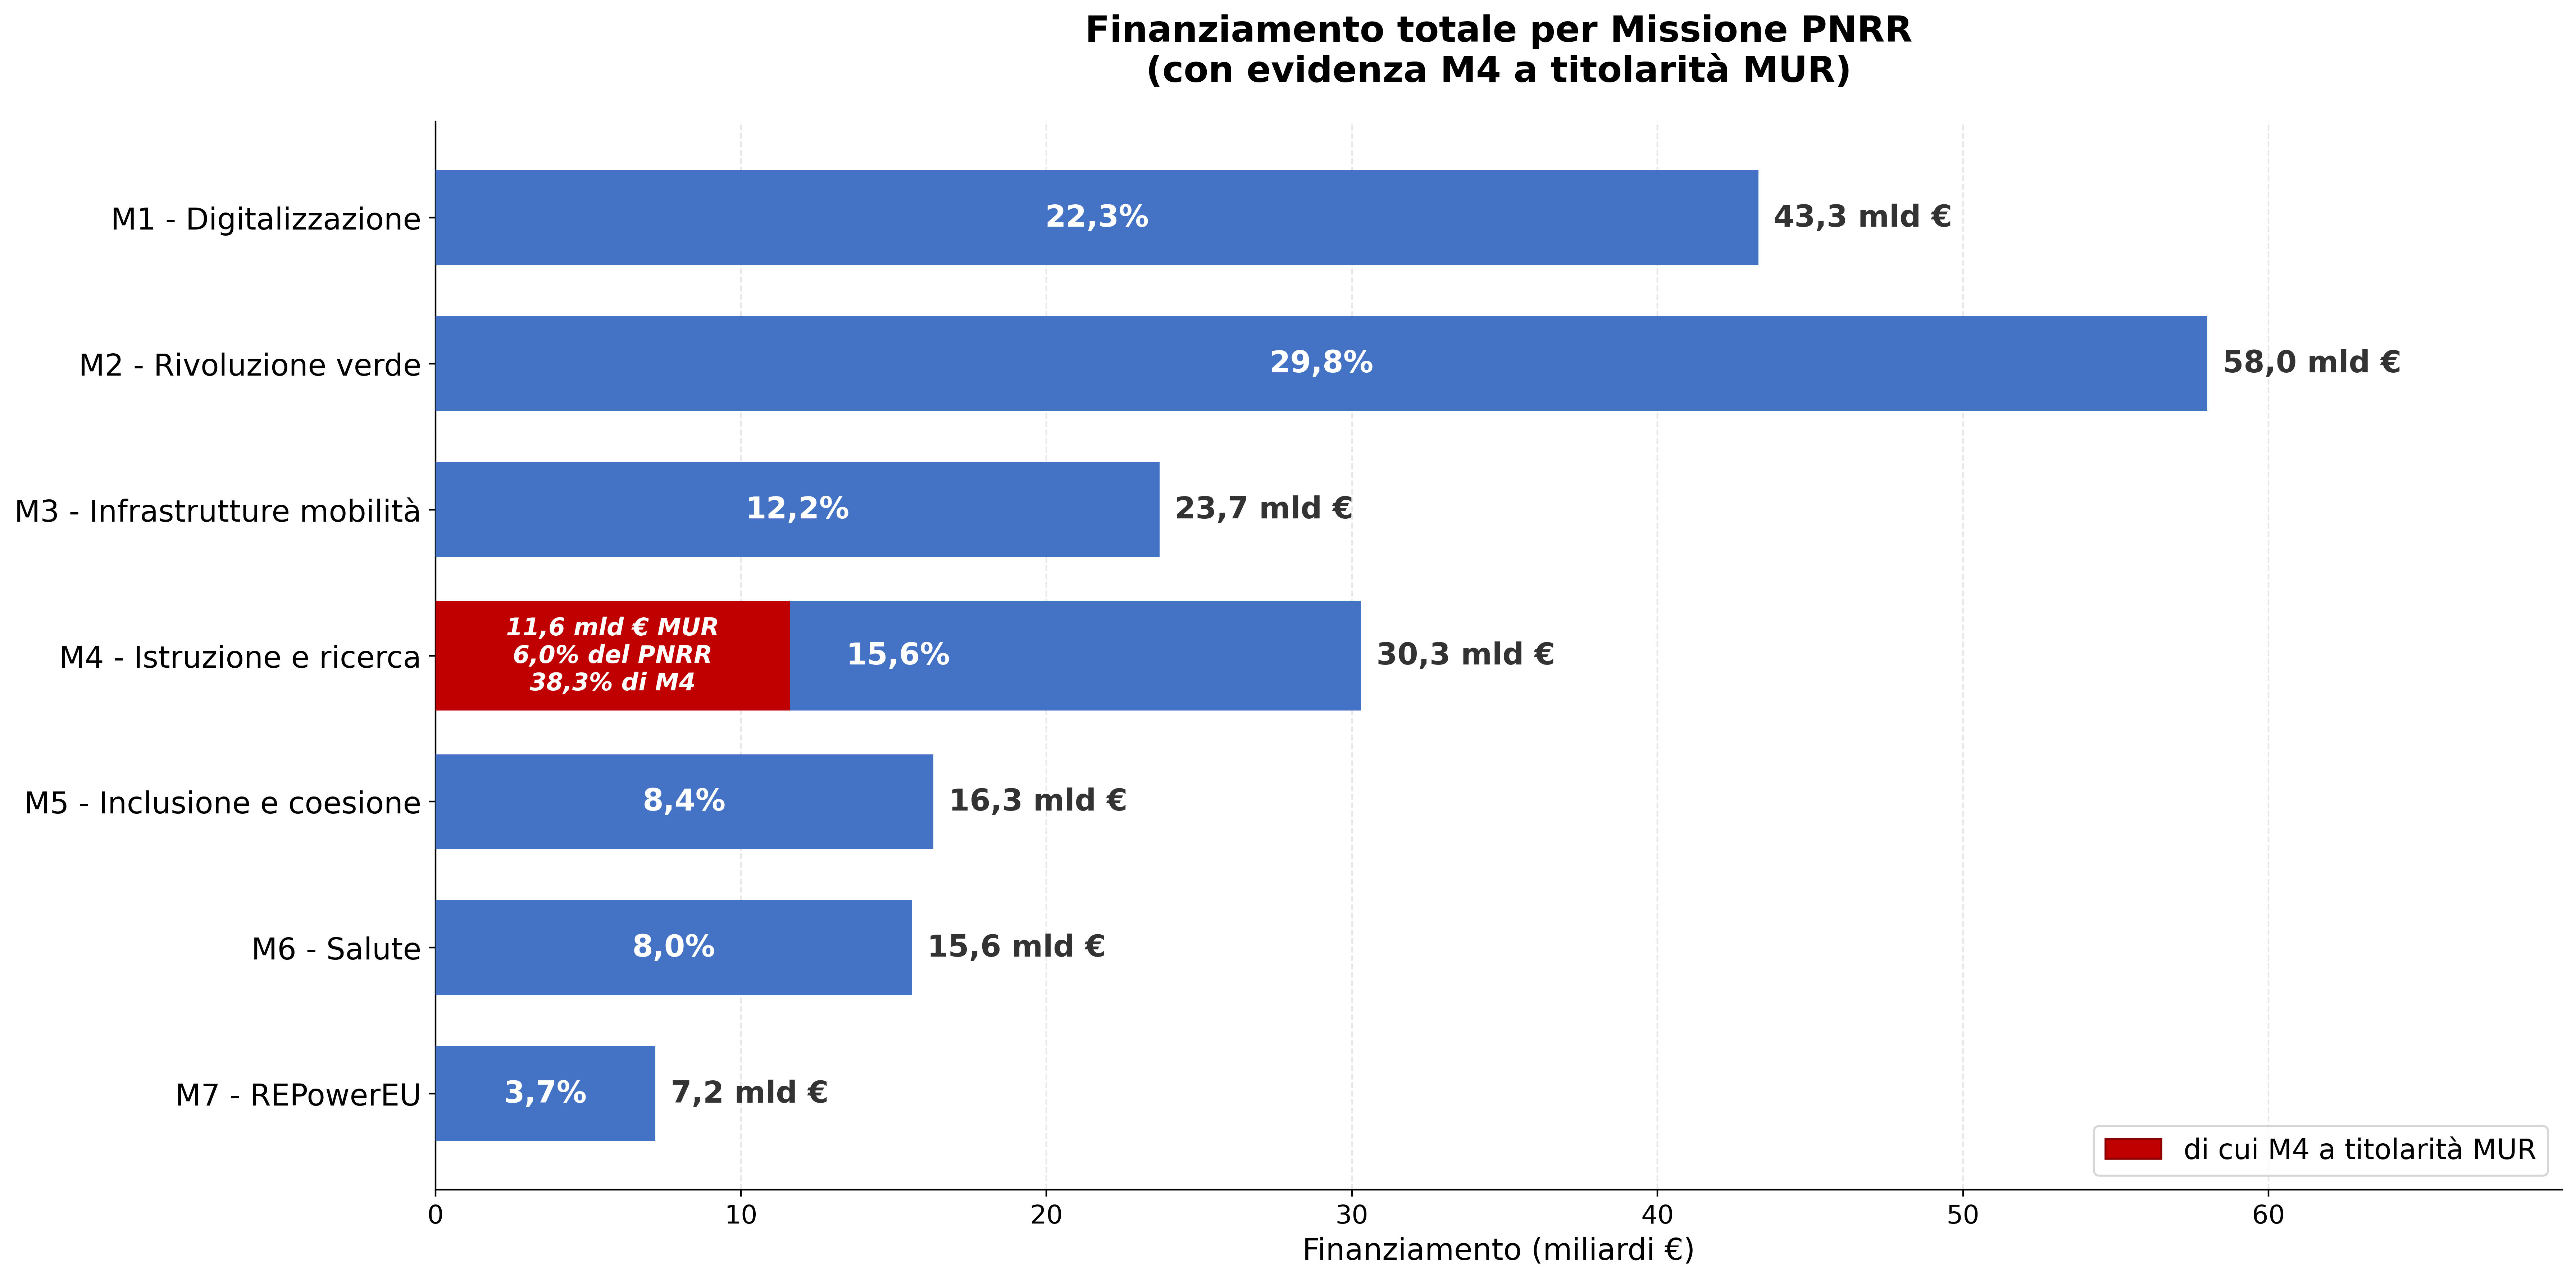 Finanziamento totale per Missione PNRR
(con evidenza M4 a titolarità MUR)
M1 - Digitalizzazione
22,3%
43,3 mld €
M2 - Rivoluzione verde
29,8%
58,0 mld €
M3 - Infrastrutture mobilità
12,2%
23,7 mld €
M4 - Istruzione e ricerca
11,6 mld € MUR
6,0% del PNRR
38,3% di M4
15,6%
30,3 mld €
M5 - Inclusione e coesione
8,4%
16,3 mld €
M6 - Salute
8,0%
15,6 mld €
M7 - REPowerEU
3,7%
7,2 mld €
di cui M4 a titolarità MUR
0 10 20 30 40 50 60
Finanziamento (miliardi €)